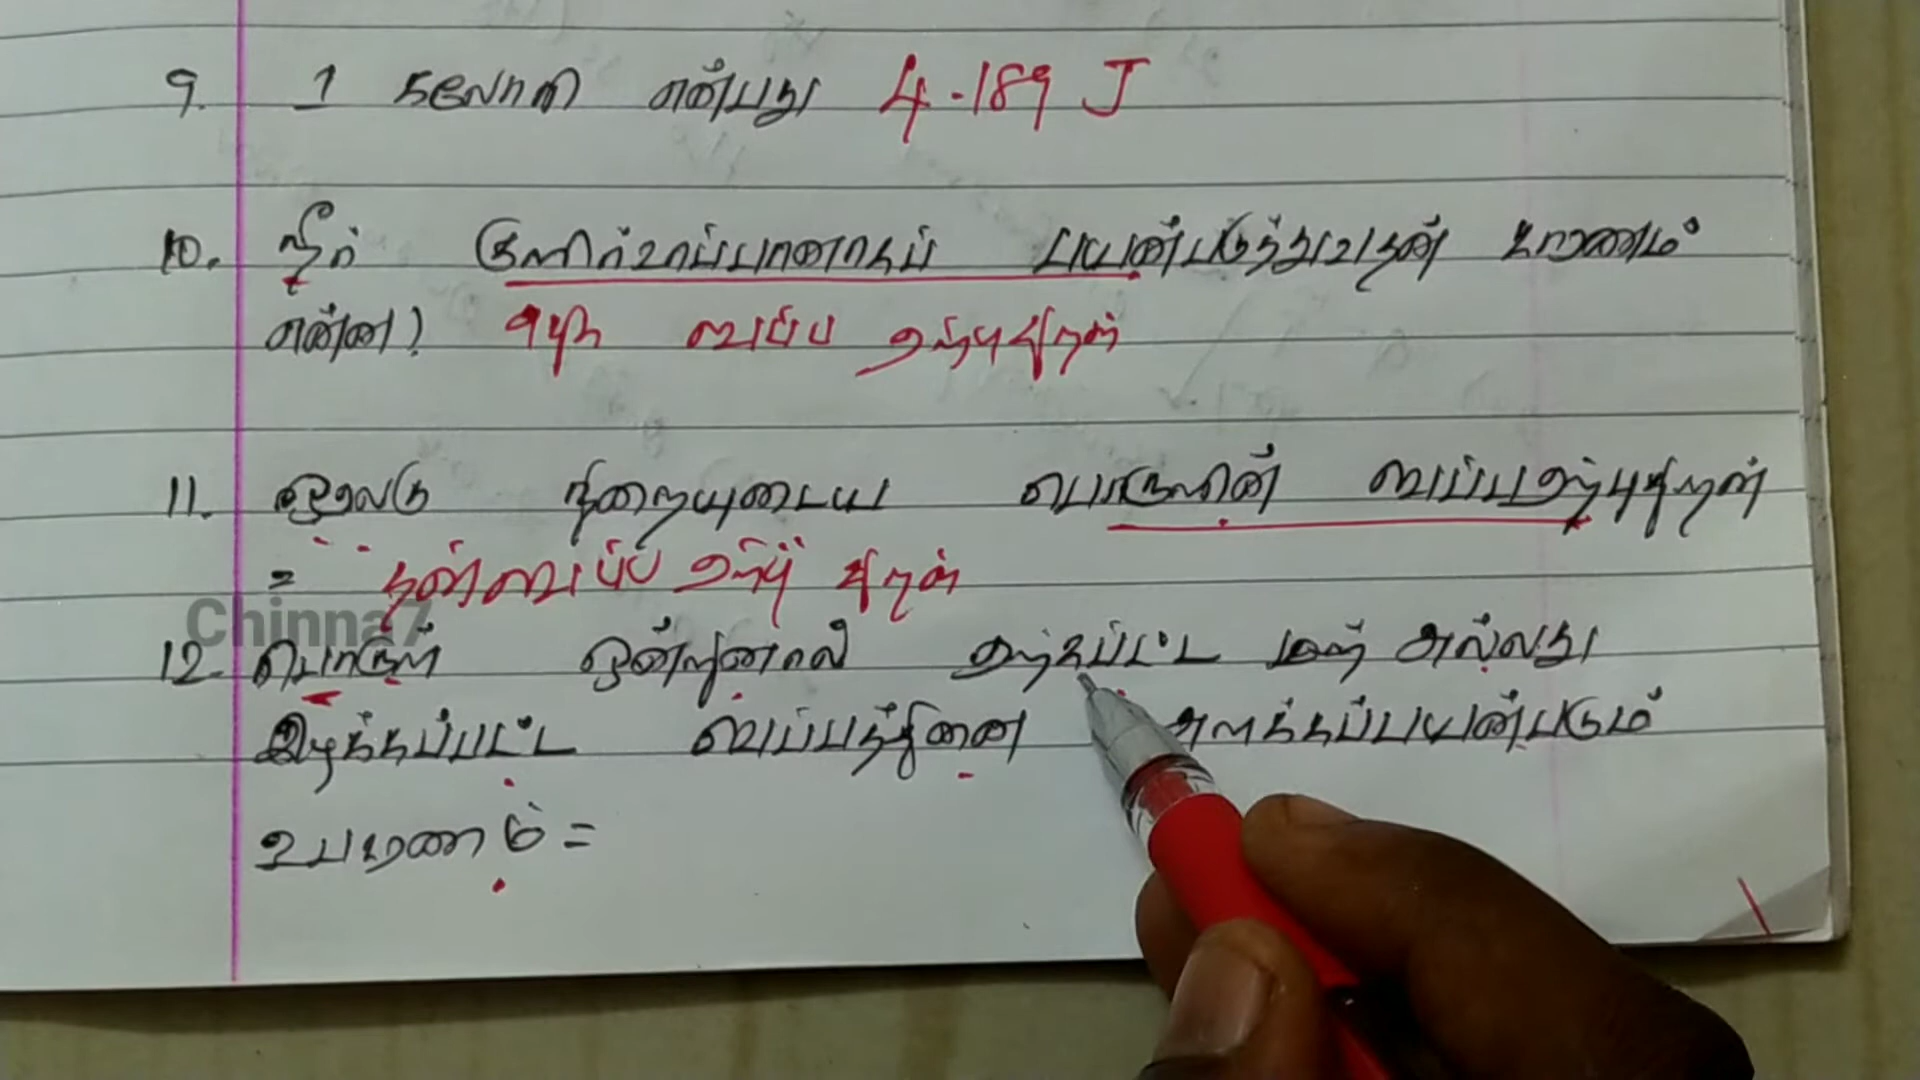 9. 1 கலோரி என்பது 4.189 J
10. நீர் குளிர்விப்பானாகப் பயன்படுத்துவதன் காரணம்
என்ன? அதிக வெப்ப ஏற்புதிறன்
11. ஓரலகு நிறையுடைய பொருளின் வெப்பஏற்புதிறன்
= தன்வெப்ப ஏற்பு திறன்
Chinna7
12. பொருள் ஒன்றினால் ஏற்கப்பட்ட அல்லது
இழக்கப்பட்ட வெப்பத்தினை அளக்கப்பயன்படும்
உபகரணம் =